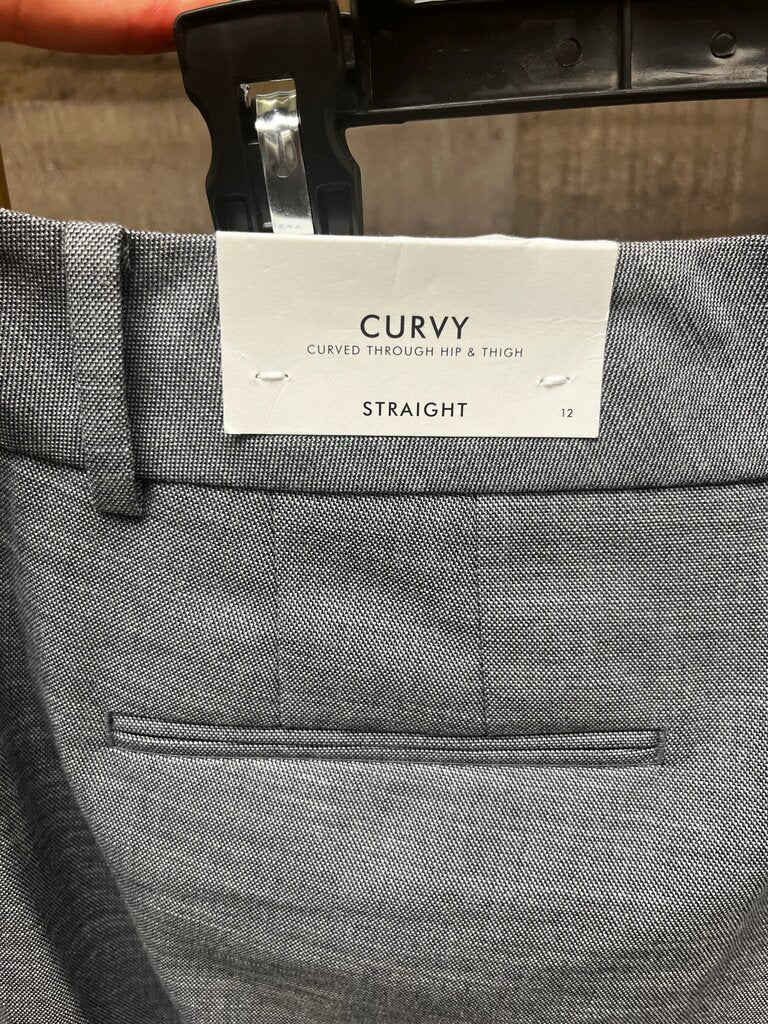 CURVY
CURVED THROUGH HIP & THIGH
STRAIGHT 12